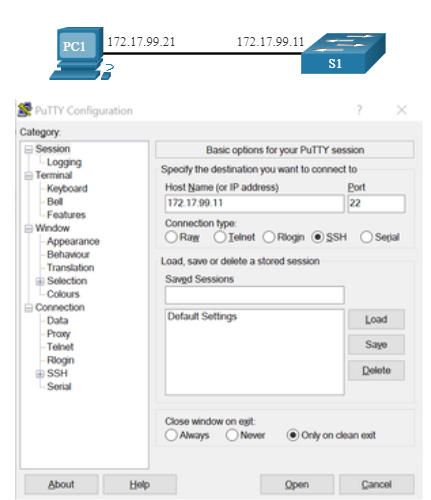 PC1
172.17.99.21
172.17.99.11
S1
PuTTY Configuration
Category:
Session
Logging
Terminal
Keyboard
Bell
Features
Window
Appearance
Behaviour
Translation
Selection
Colours
Connection
Data
Proxy
Telnet
Rlogin
SSH
Serial
Basic options for your PuTTY session
Specify the destination you want to connect to
Host Name (or IP address) Port
172.17.99.11 22
Connection type:
Raw Telnet Rlogin SSH Serial
Load, save or delete a stored session
Saved Sessions
Default Settings
Load
Save
Delete
Close window on exit:
Always Never Only on clean exit
About Help Open Cancel